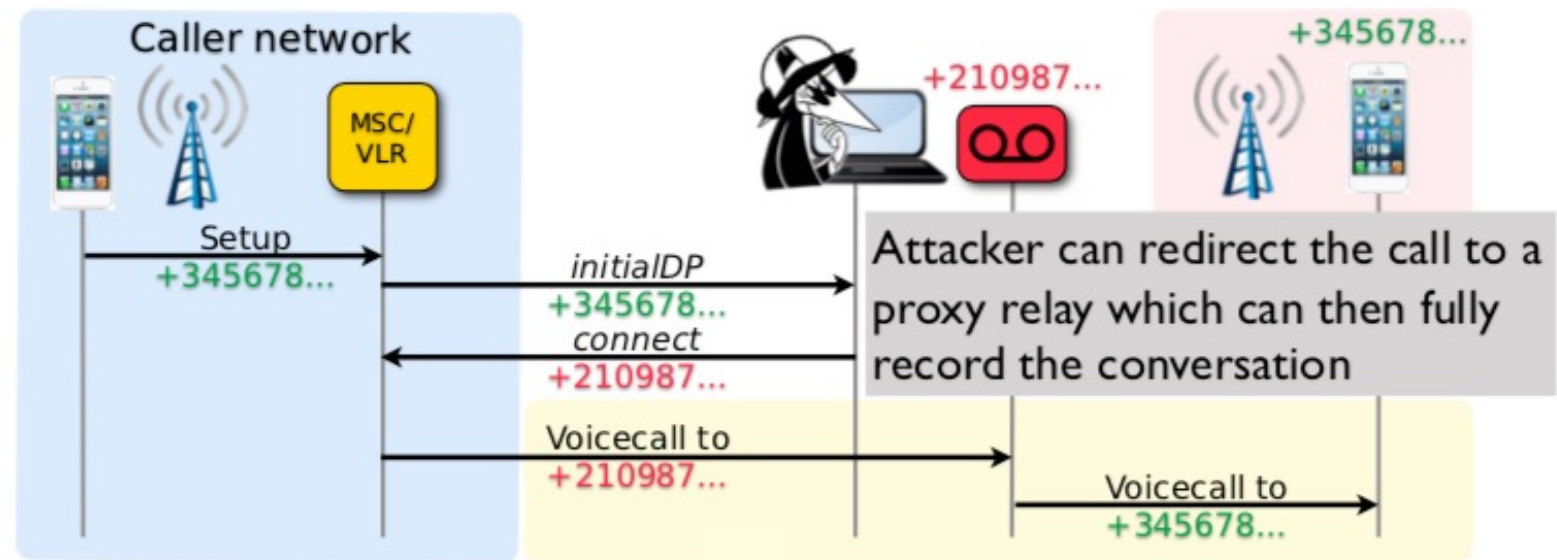 Caller network
+345678...
+210987...
MSC/
VLR
Setup
+345678...
initialDP
+345678...
connect
+210987...
Attacker can redirect the call to a
proxy relay which can then fully
record the conversation
Voicecall to
+210987...
Voicecall to
+345678...